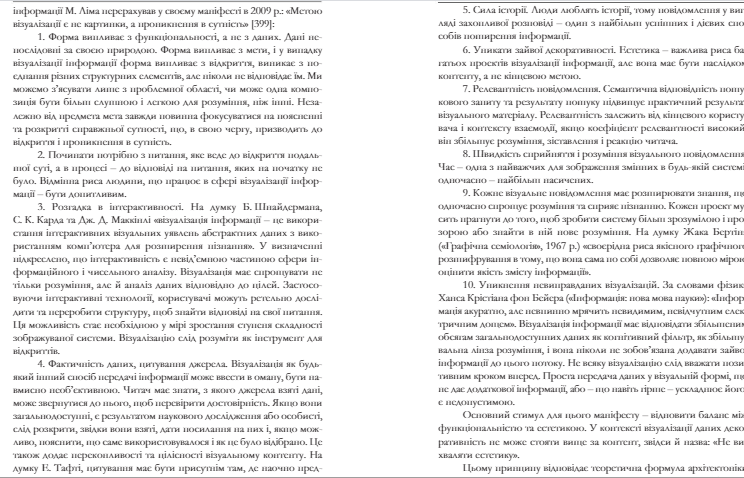 інформації М. Ліма перерахував у своєму маніфесті в 2009 р.: «Метою
візуалізації є не картинки, а проникнення в сутність» [399]:
1. Форма випливає з функціональності, а не з даних. Дані не-
послідовні за своєю природою. Форма випливає з мети, і у випадку
візуалізації інформації форма випливає з відкриття, виникає з по-
єднання різних структурних елементів, але ніколи не відповідає їм. Ми
можемо з'ясувати лише з проблемної області, чи може одна компо-
зиція бути більш слушною і легкою для розуміння, ніж інші. Неза-
лежно від предмета мета завжди повинна фокусуватися на поясненні
та розкритті справжньої сутності, що, в свою чергу, призводить до
відкриття і проникнення в сутність.
2. Починати потрібно з питання, яке веде до відкриття подаль-
шої суті, а в процесі – до відповіді на питання, яких на початку не
було. Відмінна риса людини, що працює в сфері візуалізації інфор-
мації – бути допитливим.
3. Розгадка в інтерактивності. На думку Б. Шнайдермана,
С. К. Карда та Дж. Д. Маккінлі «візуалізація інформації – це викори-
стання інтерактивних візуальних уявлень абстрактних даних з вико-
ристанням комп'ютера для розширення пізнання». У визначенні
підкреслено, що інтерактивність є невід'ємною частиною сфери ін-
формаційного і чисельного аналізу. Візуалізація має спрощувати не
тільки розуміння, але й аналіз даних відповідно до цілей. Застосо-
вуючи інтерактивні технології, користувачі можуть ретельно дослі-
дити та переробити структуру, щоб знайти відповіді на свої питання.
Ця можливість стає необхідною у мірі зростання ступеня складності
зображуваної системи. Візуалізацію слід розуміти як інструмент для
відкриттів.
4. Фактичність даних, цитування джерела. Візуалізація як будь-
який інший спосіб передачі інформації може ввести в оману, бути на-
вмисно необ'єктивною. Читач має знати, з якого джерела взяті дані,
може звернутися до нього, щоб перевірити достовірність. Якщо вони
загальнодоступні, є результатом наукового дослідження або особисті,
слід розкрити, звідки вони взяті, дати посилання на них і, якщо мож-
ливо, пояснити, що саме використовувалося і як це було відібрано. Це
також додає переконливості та цілісності візуальному контенту. На
думку Е. Тафті, цитування має бути присутнім там, де наочно пред-
5. Сила історії. Люди люблять історії, тому повідомлення у виг
ляді захопливої розповіді – один з найбільш успішних і дієвих спо
собів поширення інформації.
6. Уникати зайвої декоративності. Естетика – важлива риса ба
гатьох проектів візуалізації інформації, але вона має бути наслідком
контенту, а не кінцевою метою.
7. Релевантність повідомлення. Семантична відповідність пошу
кового запиту та результату пошуку підвищує практичний результат
візуального матеріалу. Релевантність залежить від кінцевого користу
вача і контексту взаємодії, якщо коефіцієнт релевантності високий
він збільшує розуміння, зіставлення і реакцію читача.
8. Швидкість сприйняття і розуміння візуального повідомлення
Час – одна з найважчих для зображення змінних в будь-якій системі
одночасно – найбільш насичених.
9. Кожне візуальне повідомлення має розширювати знання, що
одночасно спрощує розуміння та сприяє пізнанню. Кожен проект му
сить прагнути до того, щоб зробити систему більш зрозумілою і про
зорою або знайти в ній нове розуміння. На думку Жака Бертін
(«Графічна семіологія», 1967 р.) «своєрідна риса якісного графічного
розшифрування в тому, що вона сама по собі дозволяє повною мірою
оцінити якість змісту інформації».
10. Уникнення невиправданих візуалізацій. За словами фізик
Ханса Крістіана фон Бейєра («Інформація: нова мова науки»): «Інфор
мація акуратно, але невпинно мрячить невидимим, невідчутним елек
тричним дощем». Візуалізація інформації має відповідати збільшенню
обсягам загальнодоступних даних як когнітивний фільтр, як збільшу
вальна лінза розуміння, і вона ніколи не зобов'язана додавати зайво
інформації до цього потоку. Не всяку візуалізацію слід вважати пози
тивним кроком вперед. Проста передача даних у візуальній формі, що
не дає додаткової інформації, або – що навіть гірше – ускладнює його
є недопустимою.
Основний стимул для цього маніфесту – відновити баланс між
функціональністю та естетикою. У контексті візуалізації даних деко
ративність не може стояти вище за контент, звідси й назва: «Не ви
хваляти естетику».
Цьому принципу відповідає теоретична формула архітектоніки